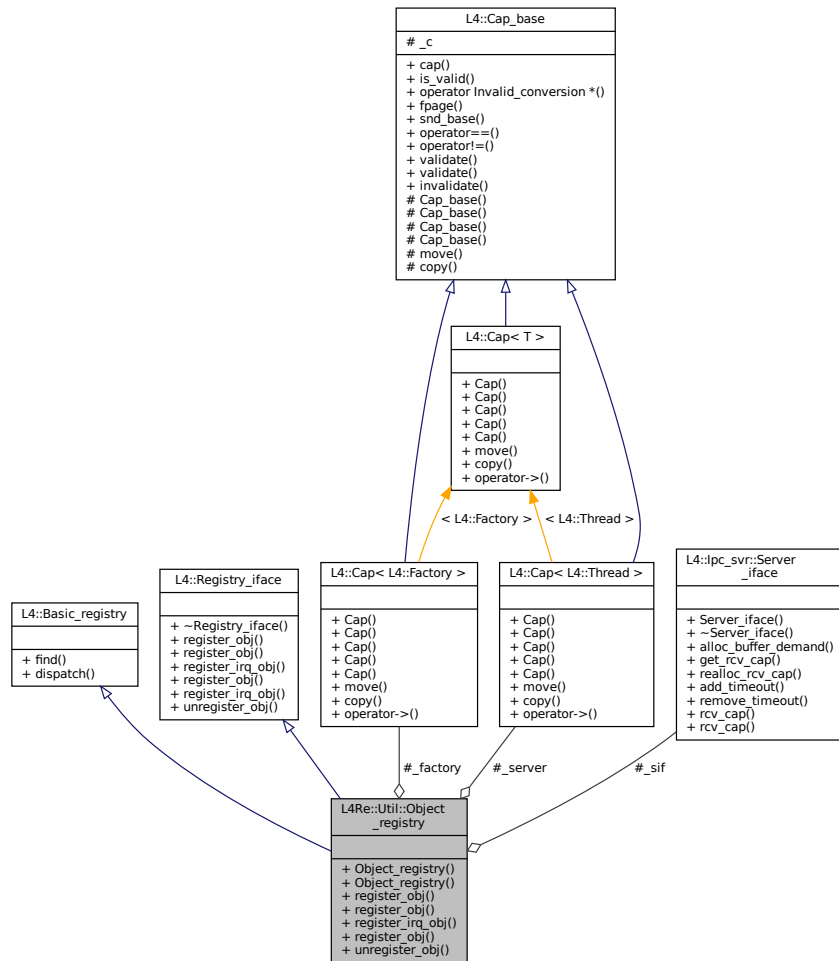 L4::Cap_base
# _c
+ cap()
+ is_valid()
+ operator Invalid_conversion *()
+ fpage()
+ snd_base()
+ operator==()
+ operator!=()
+ validate()
+ validate()
+ invalidate()
# Cap_base()
# Cap_base()
# Cap_base()
# Cap_base()
# move()
# copy()
L4::Cap< T >
+ Cap()
+ Cap()
+ Cap()
+ Cap()
+ Cap()
+ move()
+ copy()
+ operator->()
< L4::Factory >
< L4::Thread >
L4::Basic_registry
+ find()
+ dispatch()
L4::Registry_iface
+ ~Registry_iface()
+ register_obj()
+ register_obj()
+ register_irq_obj()
+ register_obj()
+ register_irq_obj()
+ unregister_obj()
L4::Cap< L4::Factory >
+ Cap()
+ Cap()
+ Cap()
+ Cap()
+ Cap()
+ move()
+ copy()
+ operator->()
L4::Cap< L4::Thread >
+ Cap()
+ Cap()
+ Cap()
+ Cap()
+ Cap()
+ move()
+ copy()
+ operator->()
L4::Ipc_svr::Server
_iface
+ Server_iface()
+ ~Server_iface()
+ alloc_buffer_demand()
+ get_rcv_cap()
+ realloc_rcv_cap()
+ add_timeout()
+ remove_timeout()
+ rcv_cap()
+ rcv_cap()
#_factory
#_server
#_sif
L4Re::Util::Object
_registry
+ Object_registry()
+ Object_registry()
+ register_obj()
+ register_obj()
+ register_irq_obj()
+ register_obj()
+ unregister_obj()